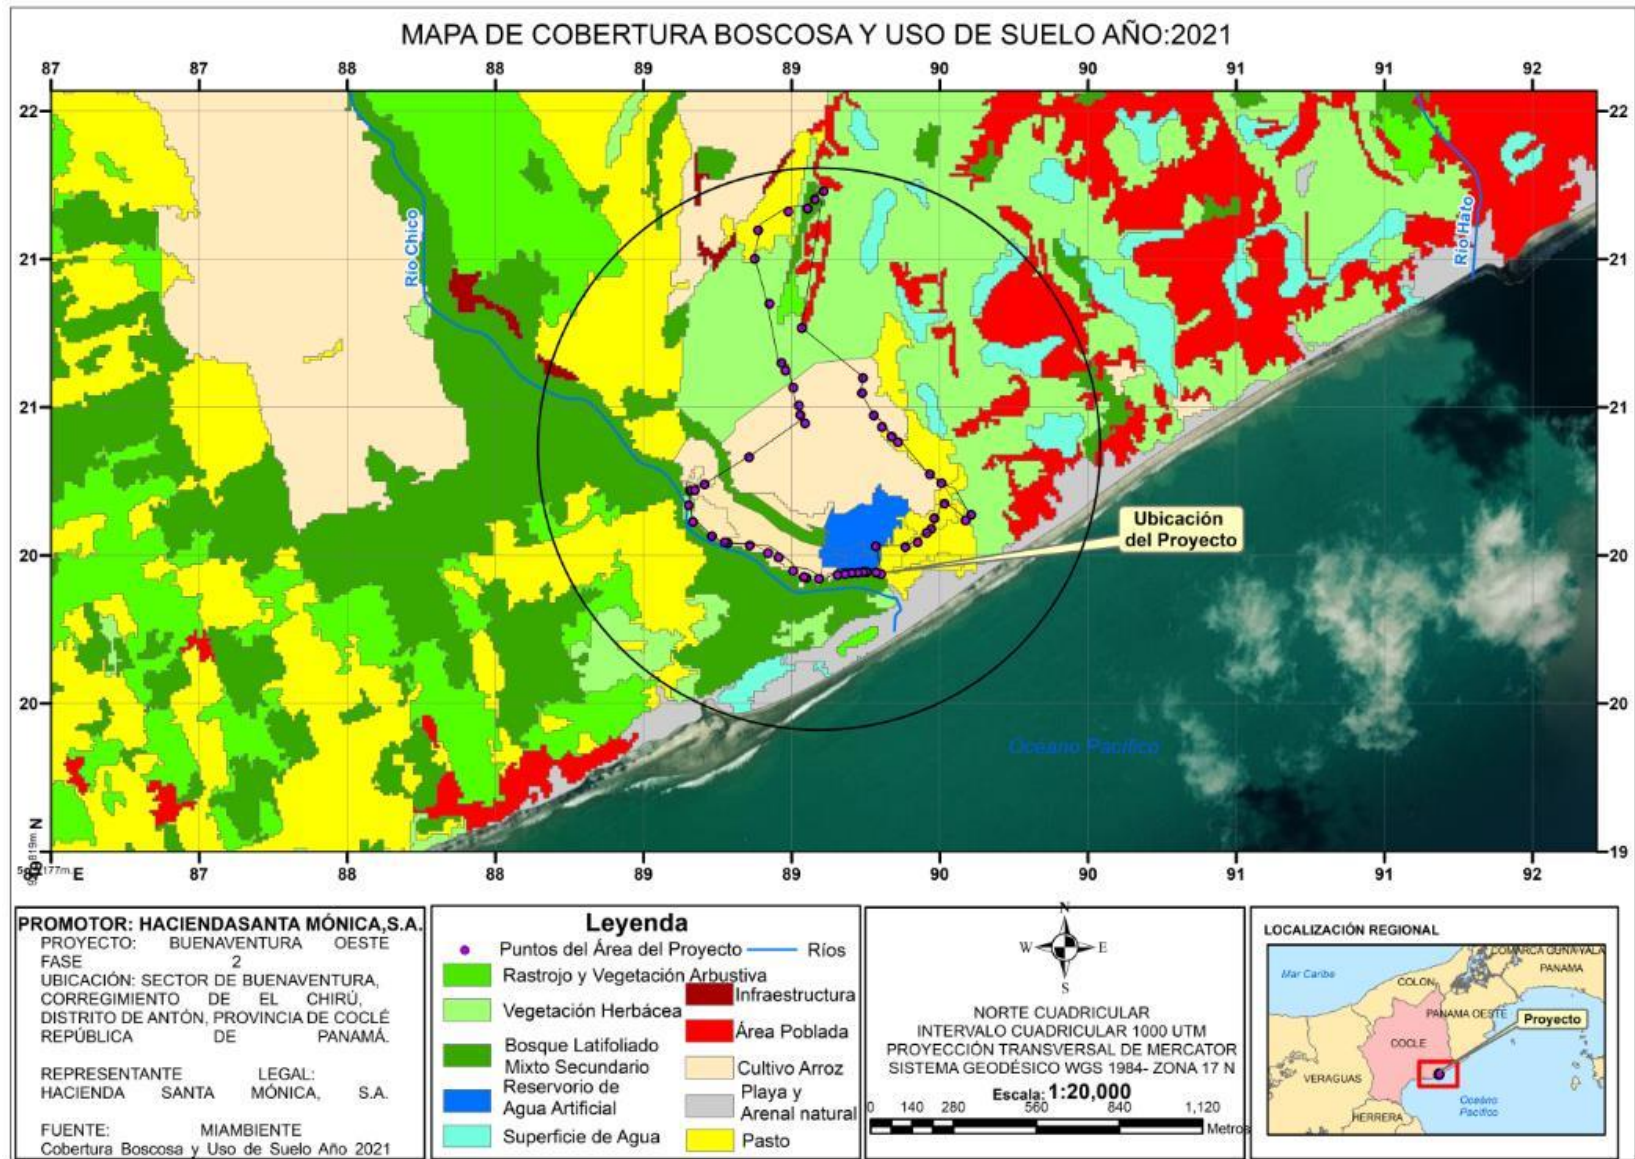 MAPA DE COBERTURA BOSCOSA Y USO DE SUELO AÑO:2021
87 87 88 88 89 89 90 90 91 91 92
22 22
21 21
21 21
20 20
20 20
19
Río Chico
Río Hato
Ubicación
del Proyecto
Océano Pacífico
N
819m.
177m.
E
87 88 88 89 89 90 90 91 91 92
PROMOTOR: HACIENDASANTA MÓNICA,S.A.
PROYECTO: BUENAVENTURA OESTE
FASE 2
UBICACIÓN: SECTOR DE BUENAVENTURA,
CORREGIMIENTO DE EL CHIRÚ,
DISTRITO DE ANTÓN, PROVINCIA DE COCLÉ
REPÚBLICA DE PANAMÁ.
REPRESENTANTE LEGAL:
HACIENDA SANTA MÓNICA, S.A.
FUENTE: MIAMBIENTE
Cobertura Boscosa y Uso de Suelo Año 2021
Leyenda
Puntos del Área del Proyecto
Ríos
Rastrojo y Vegetación Arbustiva
Vegetación Herbácea
Bosque Latifoliado
Mixto Secundario
Reservorio de
Agua Artificial
Superficie de Agua
Infraestructura
Área Poblada
Cultivo Arroz
Playa y
Arenal natural
Pasto
N
W E
S
NORTE CUADRICULAR
INTERVALO CUADRICULAR 1000 UTM
PROYECCIÓN TRANSVERSAL DE MERCATOR
SISTEMA GEODÉSICO WGS 1984- ZONA 17 N
Escala: 1:20,000
0 140 280 560 840 1,120
Metros
LOCALIZACIÓN REGIONAL
Mar Caribe
COMARCA GUNA YALA
PANAMA
COLON
PANAMA OESTE
Proyecto
COCLE
VERAGUAS
Océano
Pacifico
HERRERA